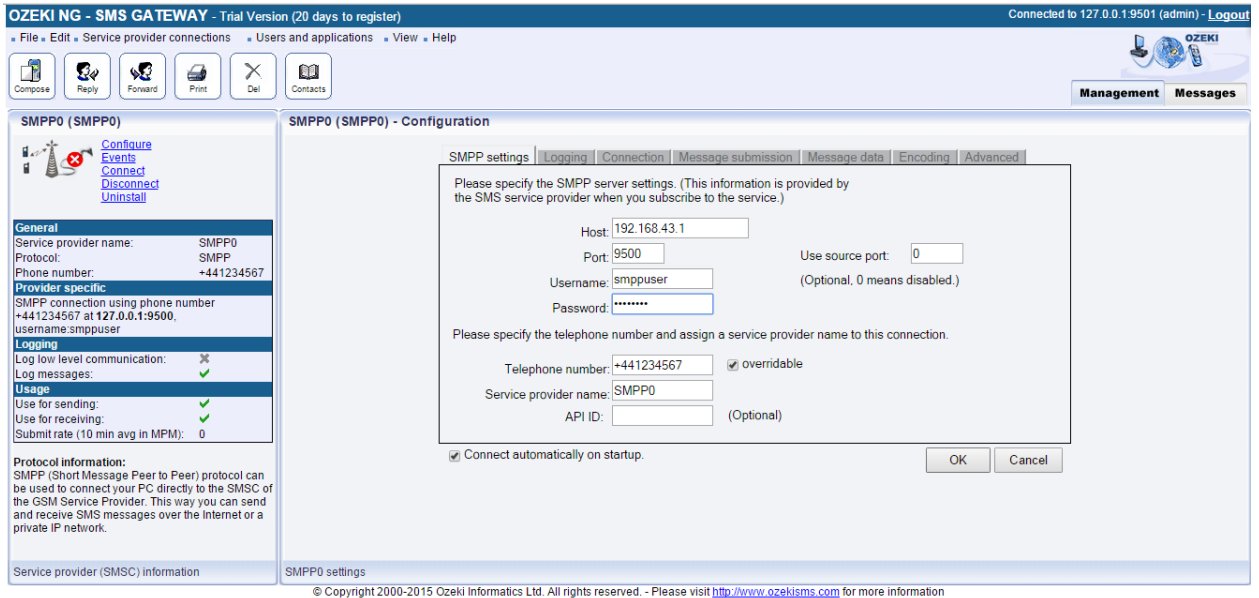 OZEKI NG - SMS GATEWAY - Trial Version (20 days to register)
Connected to 127.0.0.1:9501 (admin) - Logout
File Edit Service provider connections Users and applications View Help
OZEKI
Compose Reply Forward Print Del Contacts
Management Messages
SMPP0 (SMPP0)
Configure
Events
Connect
Disconnect
Uninstall
General
Service provider name: SMPP0
Protocol: SMPP
Phone number: +441234567
Provider specific
SMPP connection using phone number
+441234567 at 127.0.0.1:9500,
username:smppuser
Logging
Log low level communication:
Log messages:
Usage
Use for sending:
Use for receiving:
Submit rate (10 min avg in MPM): 0
Protocol information:
SMPP (Short Message Peer to Peer) protocol can
be used to connect your PC directly to the SMSC of
the GSM Service Provider. This way you can send
and receive SMS messages over the Internet or a
private IP network.
Service provider (SMSC) information
SMPP0 (SMPP0) - Configuration
SMPP settings Logging Connection Message submission Message data Encoding Advanced
Please specify the SMPP server settings. (This information is provided by
the SMS service provider when you subscribe to the service.)
Host: 192.168.43.1
Port: 9500 Use source port: 0
Username: smppuser (Optional, 0 means disabled.)
Password: ••••••••
Please specify the telephone number and assign a service provider name to this connection.
Telephone number: +441234567 overridable
Service provider name: SMPP0
API ID: (Optional)
Connect automatically on startup.
OK Cancel
SMPP0 settings
© Copyright 2000-2015 Ozeki Informatics Ltd. All rights reserved. - Please visit http://www.ozekisms.com for more information